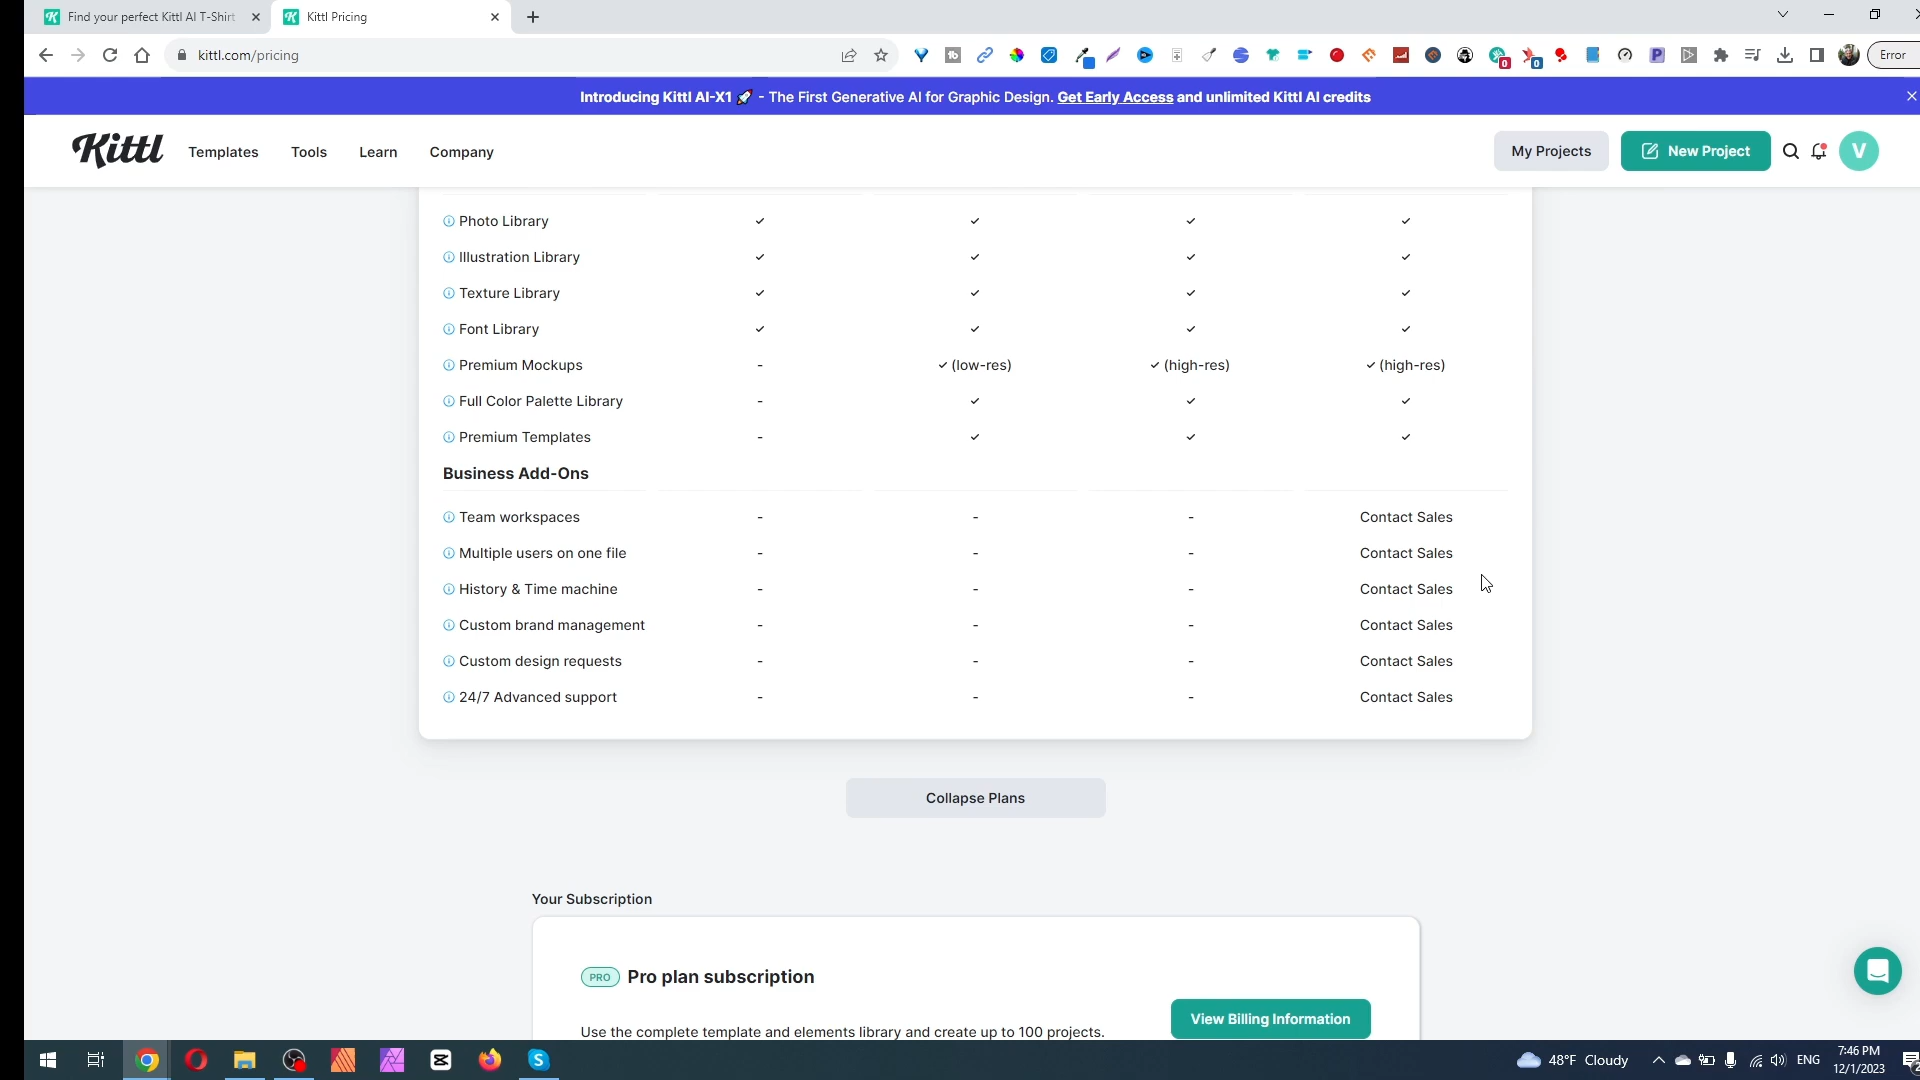 Find your perfect Kittl AI T-Shirt
Kittl Pricing
kittl.com/pricing
Error
Introducing Kittl AI-X1 🚀 - The First Generative AI for Graphic Design. Get Early Access and unlimited Kittl AI credits
Kittl
Templates
Tools
Learn
Company
My Projects
New Project
V
Photo Library ✓ ✓ ✓ ✓
Illustration Library ✓ ✓ ✓ ✓
Texture Library ✓ ✓ ✓ ✓
Font Library ✓ ✓ ✓ ✓
Premium Mockups - ✓ (low-res) ✓ (high-res) ✓ (high-res)
Full Color Palette Library - ✓ ✓ ✓
Premium Templates - ✓ ✓ ✓
Business Add-Ons
Team workspaces - - - Contact Sales
Multiple users on one file - - - Contact Sales
History & Time machine - - - Contact Sales
Custom brand management - - - Contact Sales
Custom design requests - - - Contact Sales
24/7 Advanced support - - - Contact Sales
Collapse Plans
Your Subscription
PRO Pro plan subscription
View Billing Information
Use the complete template and elements library and create up to 100 projects.
48°F Cloudy
ENG
7:46 PM
12/1/2023